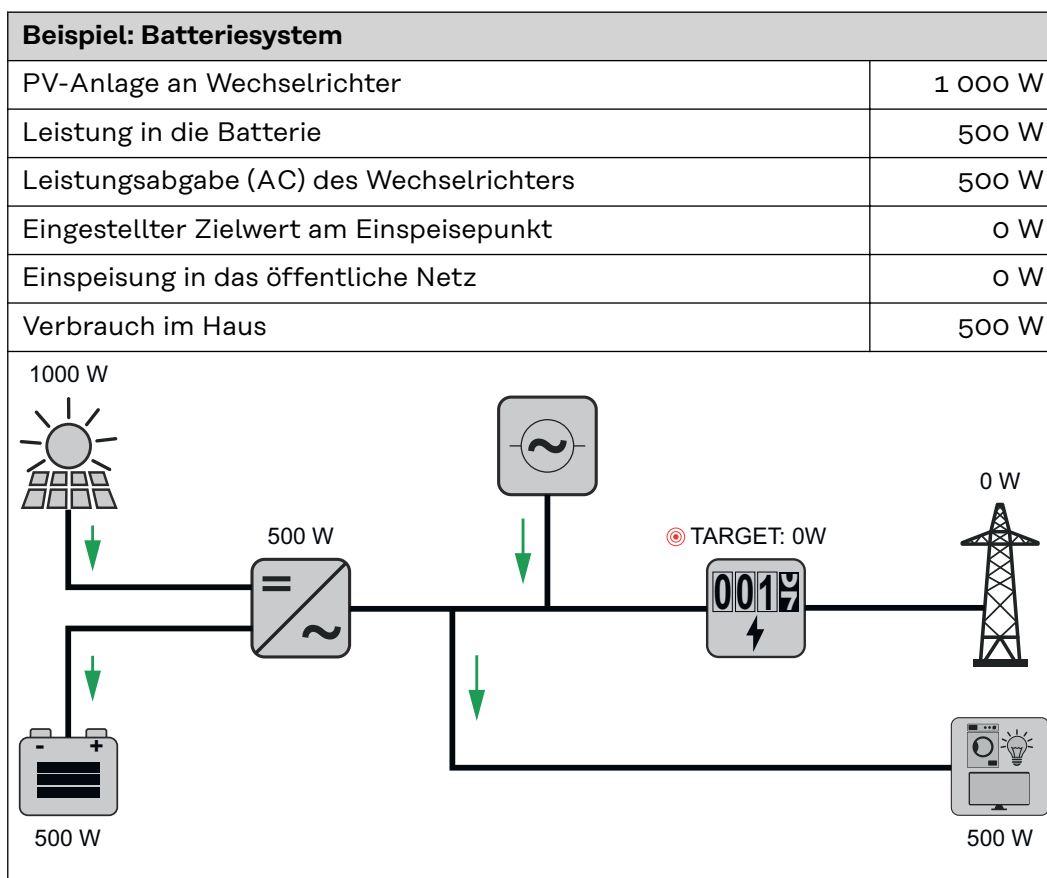 Beispiel: Batteriesystem
PV-Anlage an Wechselrichter 1 000 W
Leistung in die Batterie 500 W
Leistungsabgabe (AC) des Wechselrichters 500 W
Eingestellter Zielwert am Einspeisepunkt 0 W
Einspeisung in das öffentliche Netz 0 W
Verbrauch im Haus 500 W
1000 W
0 W
500 W
TARGET: 0W
001
- +
500 W
500 W